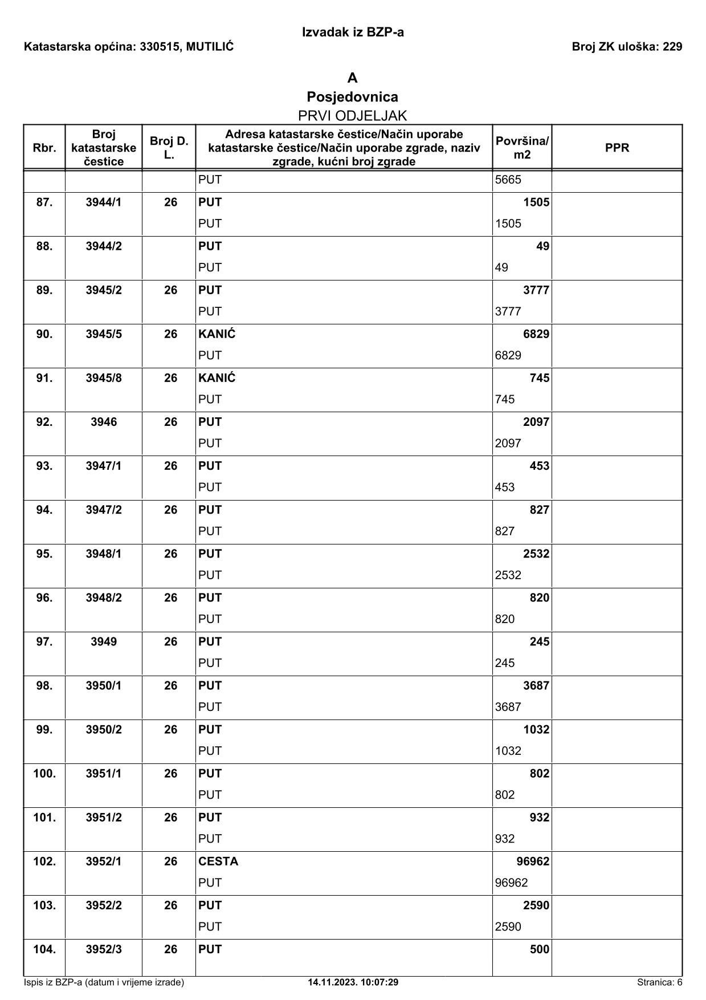 Izvadak iz BZP-a
Katastarska općina: 330515, MUTILIĆ Broj ZK uloška: 229
A
Posjedovnica
PRVI ODJELJAK
Rbr. Broj katastarske čestice Broj D. L. Adresa katastarske čestice/Način uporabe katastarske čestice/Način uporabe zgrade, naziv zgrade, kućni broj zgrade Površina/ m2 PPR
PUT 5665
87. 3944/1 26 PUT 1505
PUT 1505
88. 3944/2 PUT 49
PUT 49
89. 3945/2 26 PUT 3777
PUT 3777
90. 3945/5 26 KANIĆ 6829
PUT 6829
91. 3945/8 26 KANIĆ 745
PUT 745
92. 3946 26 PUT 2097
PUT 2097
93. 3947/1 26 PUT 453
PUT 453
94. 3947/2 26 PUT 827
PUT 827
95. 3948/1 26 PUT 2532
PUT 2532
96. 3948/2 26 PUT 820
PUT 820
97. 3949 26 PUT 245
PUT 245
98. 3950/1 26 PUT 3687
PUT 3687
99. 3950/2 26 PUT 1032
PUT 1032
100. 3951/1 26 PUT 802
PUT 802
101. 3951/2 26 PUT 932
PUT 932
102. 3952/1 26 CESTA 96962
PUT 96962
103. 3952/2 26 PUT 2590
PUT 2590
104. 3952/3 26 PUT 500
Ispis iz BZP-a (datum i vrijeme izrade) 14.11.2023. 10:07:29 Stranica: 6